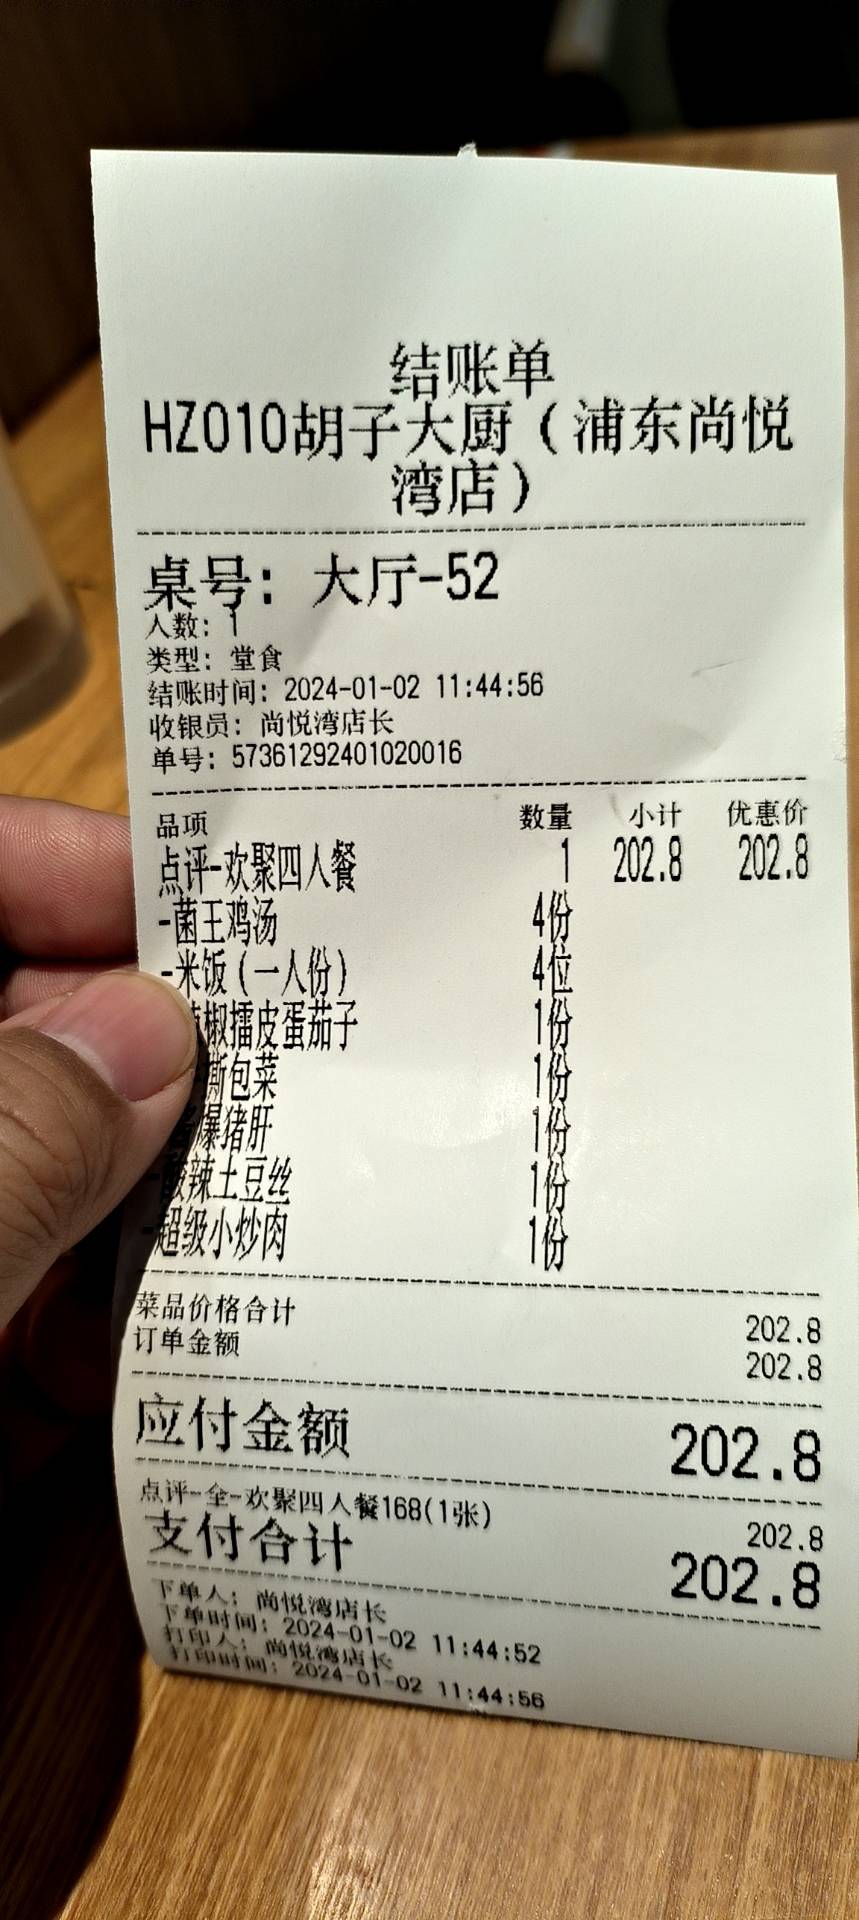 结账单
HZ010胡子大厨（浦东尚悦
湾店）
桌号：大厅-52
人数：1
类型：堂食
结账时间：2024-01-02 11:44:56
收银员：尚悦湾店长
单号：57361292401020016
品项 数量 小计 优惠价
点评-欢聚四人餐 1 202.8 202.8
-菌王鸡汤 4份
-米饭（一人份） 4位
椒擂皮蛋茄子 1份
撕包菜 1份
爆猪肝 1份
-酸辣土豆丝 1份
-超级小炒肉 1份
菜品价格合计 202.8
订单金额 202.8
应付金额 202.8
点评-全-欢聚四人餐168(1张) 202.8
支付合计 202.8
下单人：尚悦湾店长
下单时间：2024-01-02 11:44:52
打印人：尚悦湾店长
打印时间：2024-01-02 11:44:56